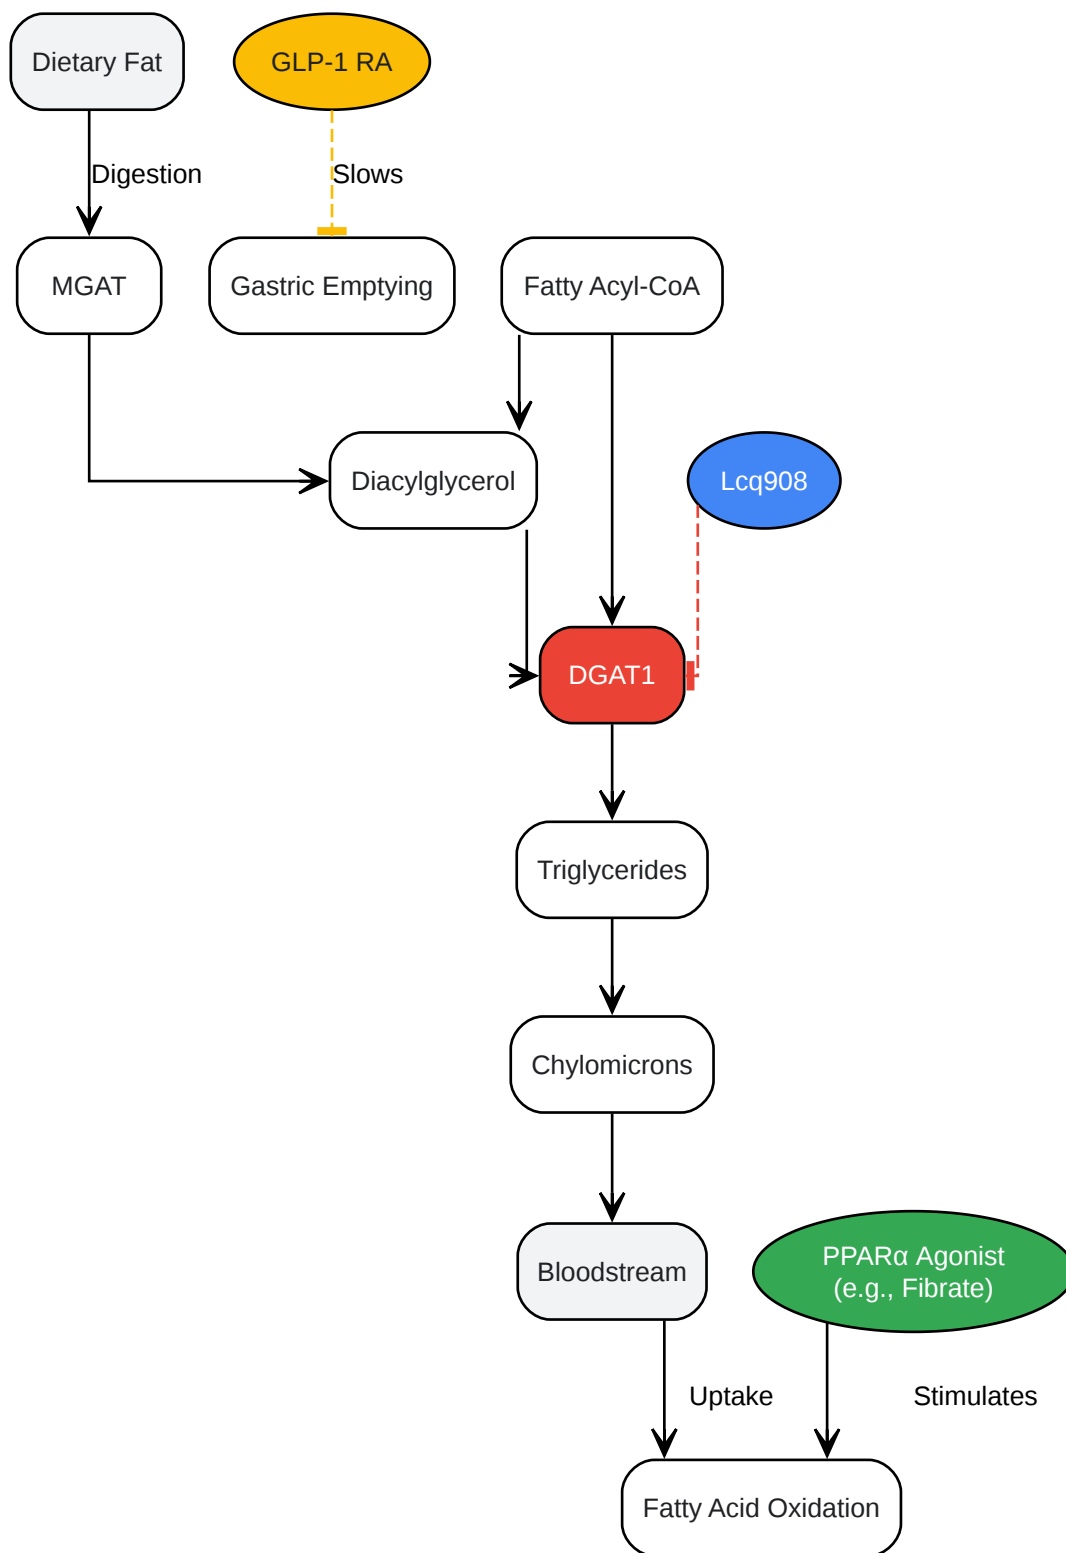 Dietary Fat
GLP-1 RA
Digestion
Slows
MGAT
Gastric Emptying
Fatty Acyl-CoA
Diacylglycerol
Lcq908
DGAT1
Triglycerides
Chylomicrons
Bloodstream
PPARα Agonist
(e.g., Fibrate)
Uptake
Stimulates
Fatty Acid Oxidation